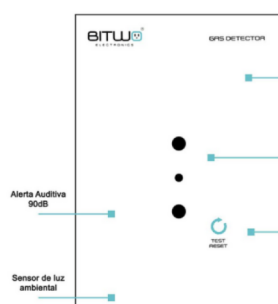 BITWO
ELECTRONICS
GAS DETECTOR
Alerta Auditiva
90dB
TEST
RESET
Sensor de luz
ambiental